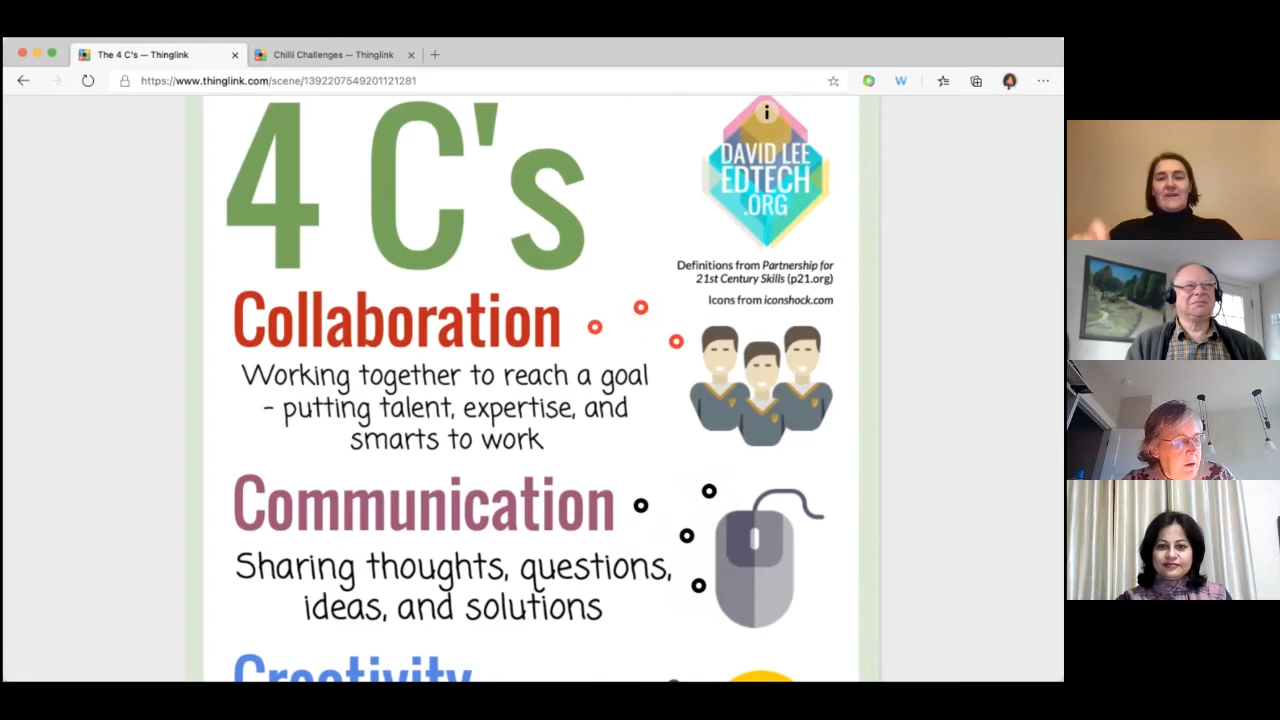 The 4 C's — Thinglink
Chilli Challenges — Thinglink
https://www.thinglink.com/scene/1392207549201121281
W
4 C's
i
DAVID LEE
EDTECH
.ORG
Definitions from Partnership for
21st Century Skills (p21.org)
Icons from iconshock.com
Collaboration
Working together to reach a goal
- putting talent, expertise, and
smarts to work
Communication
Sharing thoughts, questions,
ideas, and solutions
Creativity